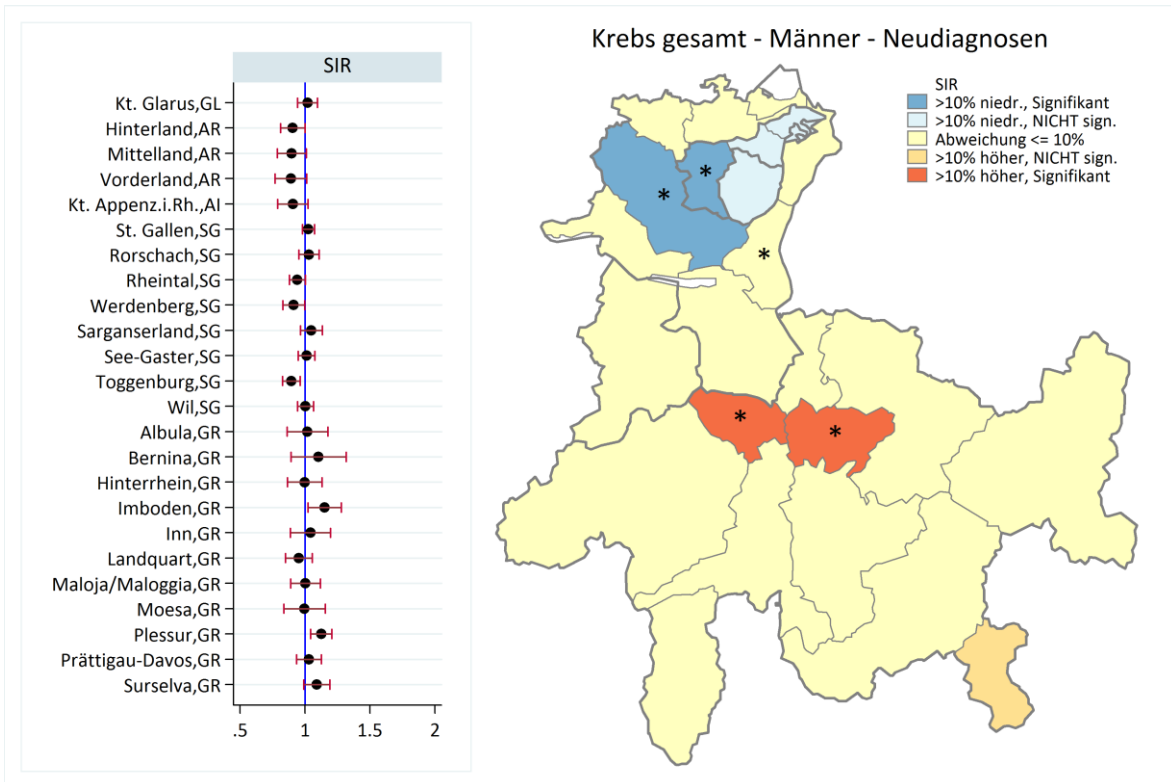 Krebs gesamt - Männer - Neudiagnosen
SIR
Kt. Glarus,GL
Hinterland,AR
Mittelland,AR
Vorderland,AR
Kt. Appenz.i.Rh.,AI
St. Gallen,SG
Rorschach,SG
Rheintal,SG
Werdenberg,SG
Sarganserland,SG
See-Gaster,SG
Toggenburg,SG
Wil,SG
Albula,GR
Bernina,GR
Hinterrhein,GR
Imboden,GR
Inn,GR
Landquart,GR
Maloja/Maloggia,GR
Moesa,GR
Plessur,GR
Prättigau-Davos,GR
Surselva,GR
.5 1 1.5 2
SIR
>10% niedr., Signifikant
>10% niedr., NICHT sign.
Abweichung <= 10%
>10% höher, NICHT sign.
>10% höher, Signifikant
*
*
*
*
*